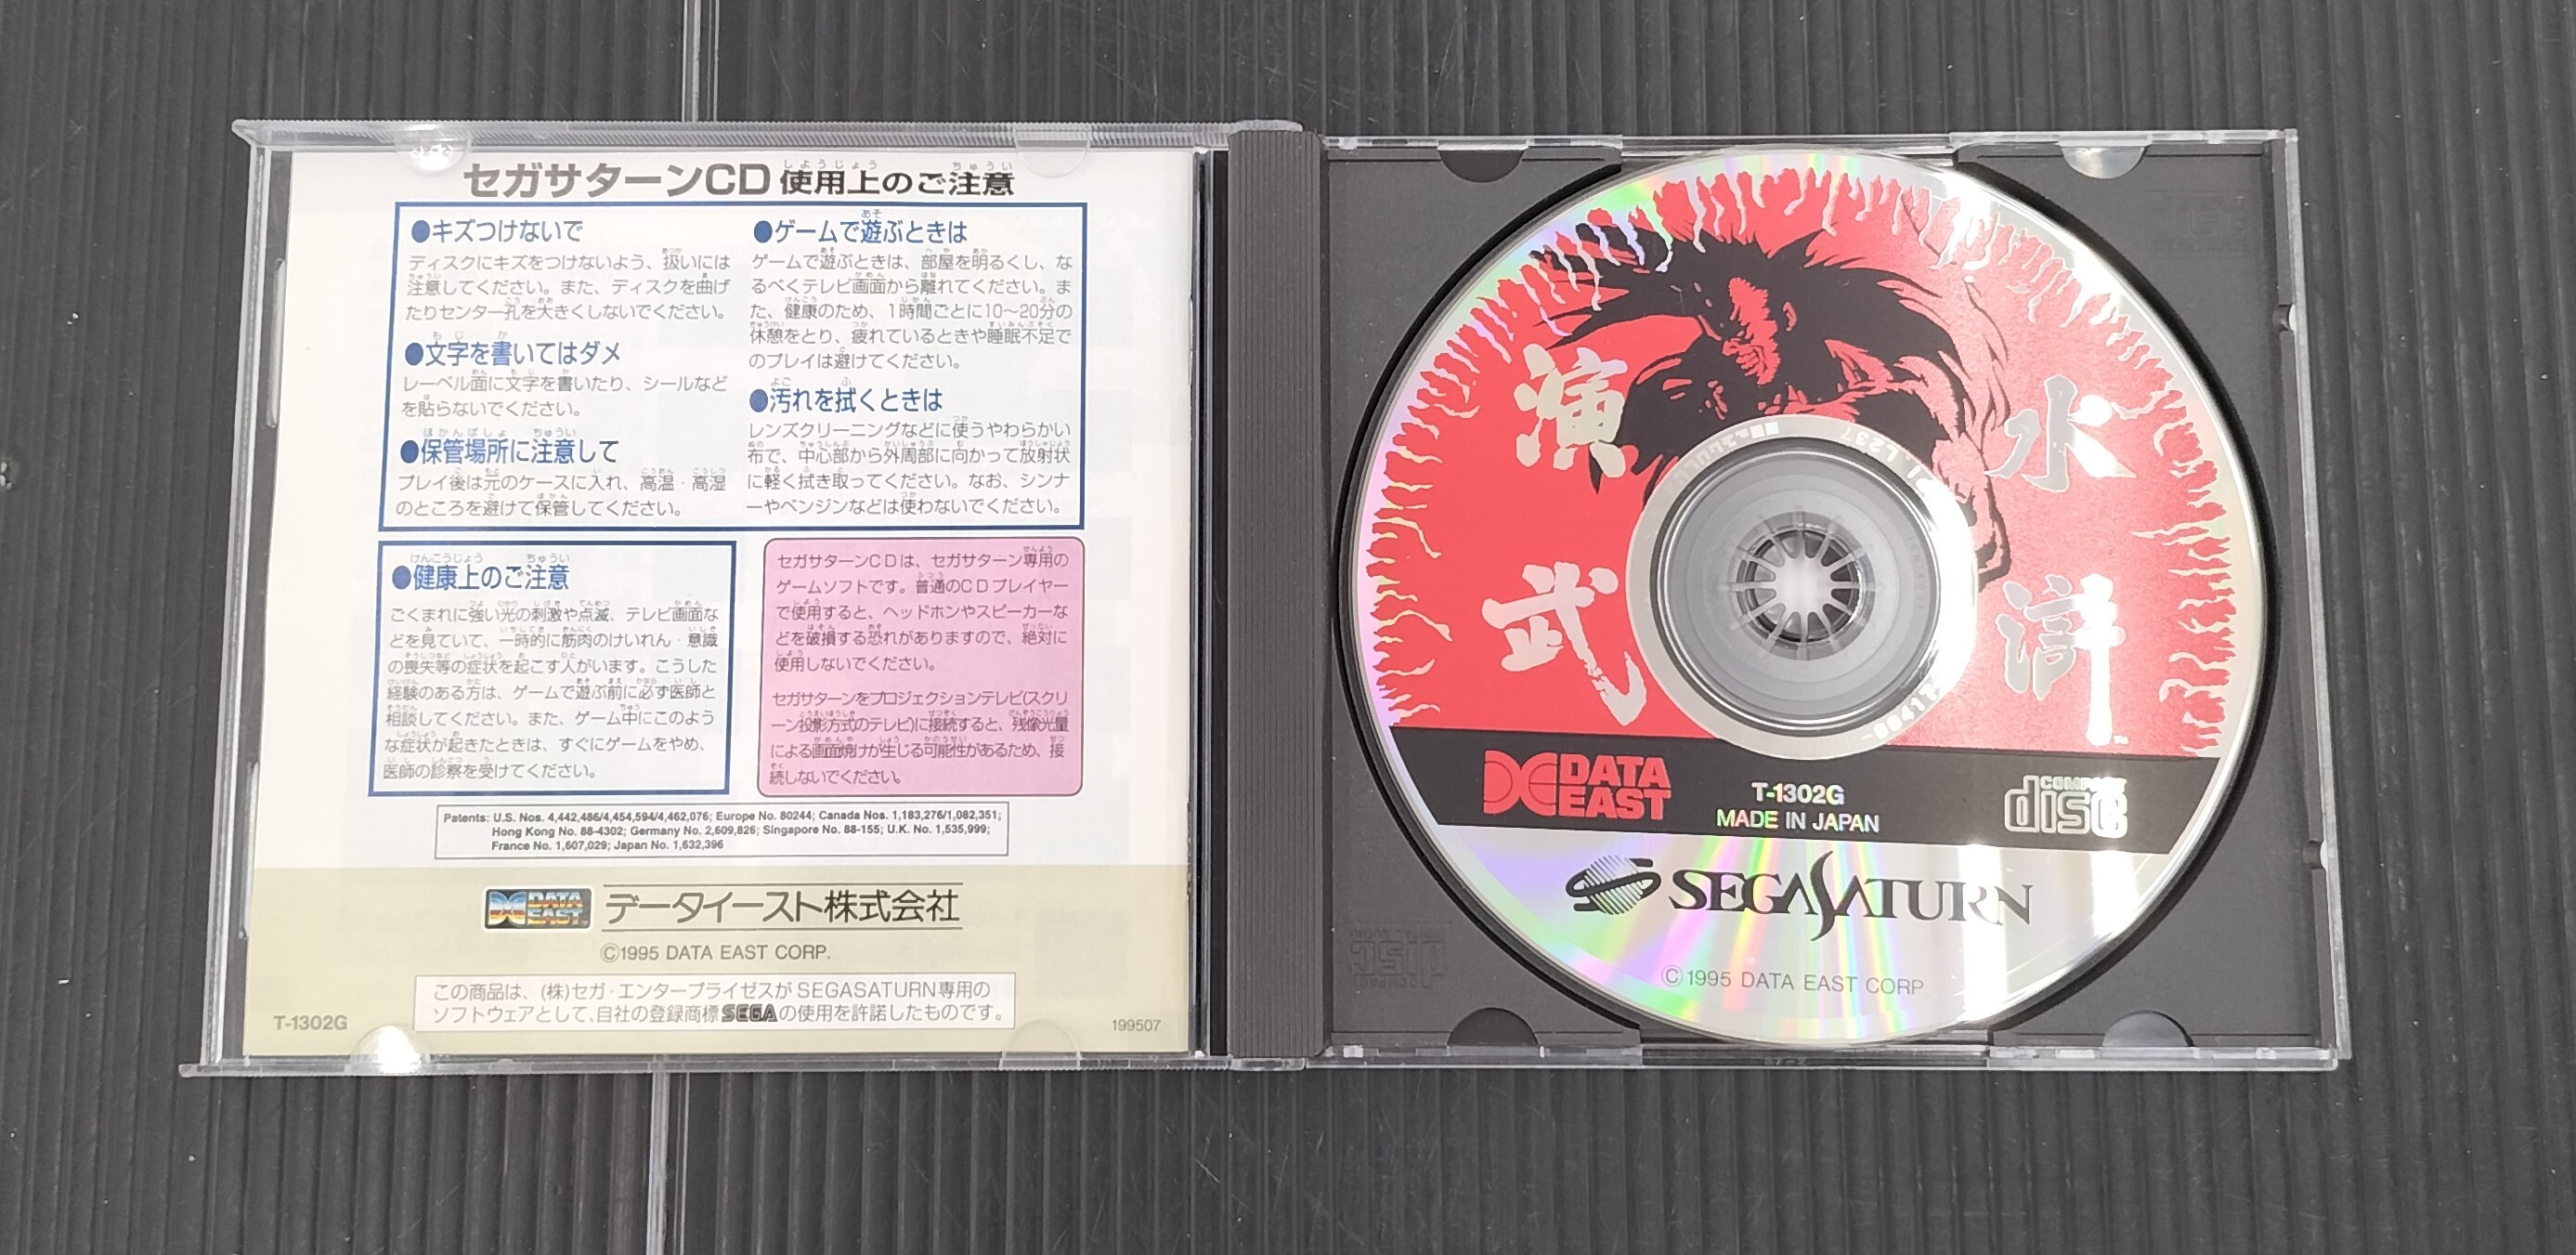 セガサターンCD 使用上のご注意
●キズつけないで
ディスクにキズをつけないよう、扱いには
注意してください。また、ディスクを曲げ
たりセンター孔を大きくしないでください。
●文字を書いてはダメ
レーベル面に文字を書いたり、シールなど
を貼らないでください。
●保管場所に注意して
プレイ後は元のケースに入れ、高温・高湿
のところを避けて保管してください。
●ゲームで遊ぶときは
ゲームで遊ぶときは、部屋を明るくし、な
るべくテレビ画面から離れてください。ま
た、健康のため、1時間ごとに10〜20分の
休憩をとり、疲れているときや睡眠不足で
のプレイは避けてください。
●汚れを拭くときは
レンズクリーニングなどに使うやわらかい
布で、中心部から外周部に向かって放射状
に軽く拭き取ってください。なお、シンナ
ーやベンジンなどは使わないでください。
●健康上のご注意
ごくまれに強い光の刺激や点滅、テレビ画面な
どを見ていて、一時的に筋肉のけいれん・意識
の喪失等の症状を起こす人がいます。こうした
経験のある方は、ゲームで遊ぶ前に必ず医師と
相談してください。また、ゲーム中にこのよう
な症状が起きたときは、すぐにゲームをやめ、
医師の診察を受けてください。
セガサターンCDは、セガサターン専用の
ゲームソフトです。普通のCDプレイヤー
で使用すると、ヘッドホンやスピーカーな
どを破損する恐れがありますので、絶対に
使用しないでください。
セガサターンをプロジェクションテレビ(スクリ
ーン投影方式のテレビ)に接続すると、残像光量
による画面焼けが生じる可能性があるため、接
続しないでください。
Patents: U.S. Nos. 4,442,486/4,454,594/4,462,076; Europe No. 80244; Canada Nos. 1,183,276/1,082,351;
Hong Kong No. 88-4302; Germany No. 2,609,826; Singapore No. 88-155; U.K. No. 1,535,999;
France No. 1,607,029; Japan No. 1,632,396
DATA EAST データイースト株式会社
©1995 DATA EAST CORP.
この商品は、(株)セガ・エンタープライゼスが SEGASATURN専用の
ソフトウェアとして、自社の登録商標SEGAの使用を許諾したものです。
T-1302G
199507
水滸
演武
DATA EAST
T-1302G
MADE IN JAPAN
COMPACT disc
SEGASATURN
©1995 DATA EAST CORP